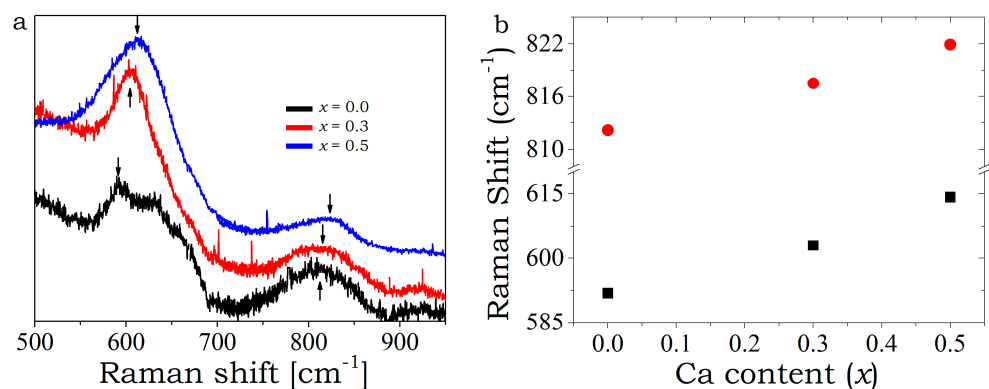 a
x = 0.0
x = 0.3
x = 0.5
500 600 700 800 900
Raman shift [cm⁻¹]
b
822
816
810
615
600
585
Raman Shift (cm⁻¹)
0.0 0.1 0.2 0.3 0.4 0.5
Ca content (x)